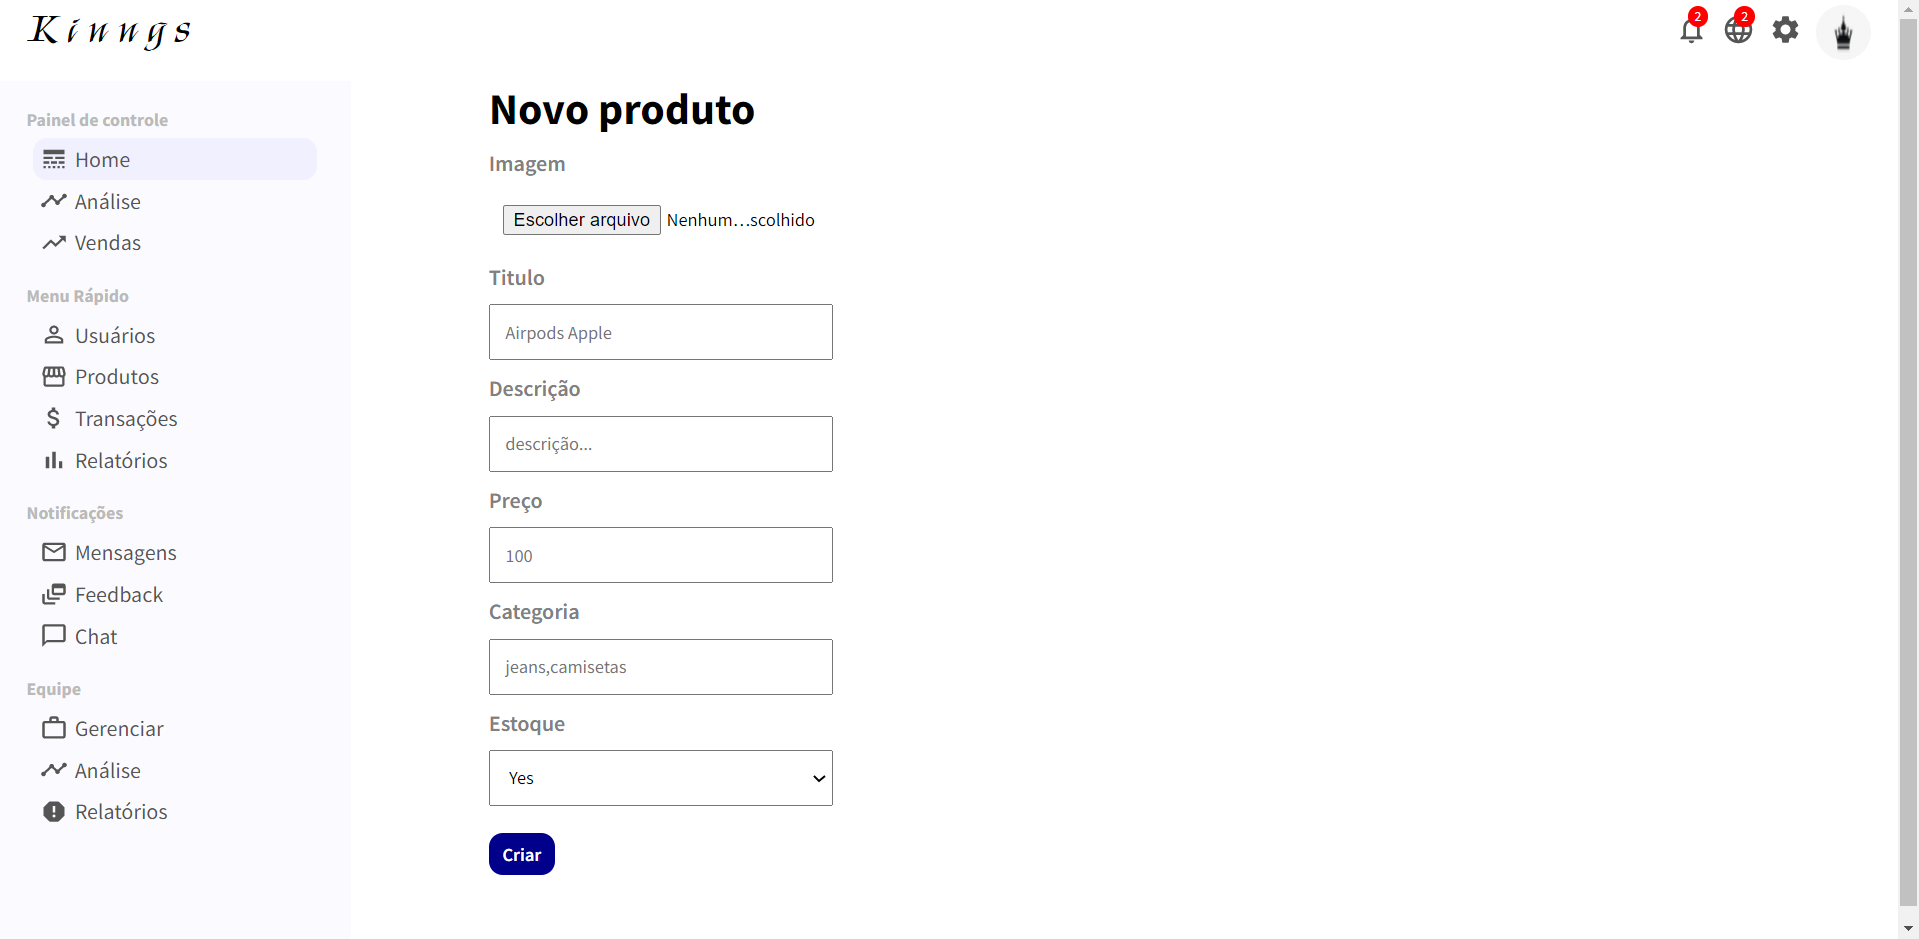 Kinngs
2
2
Painel de controle
Home
Análise
Vendas
Menu Rápido
Usuários
Produtos
Transações
Relatórios
Notificações
Mensagens
Feedback
Chat
Equipe
Gerenciar
Análise
Relatórios
Novo produto
Imagem
Escolher arquivo Nenhum...scolhido
Titulo
Airpods Apple
Descrição
descrição...
Preço
100
Categoria
jeans,camisetas
Estoque
Yes
Criar